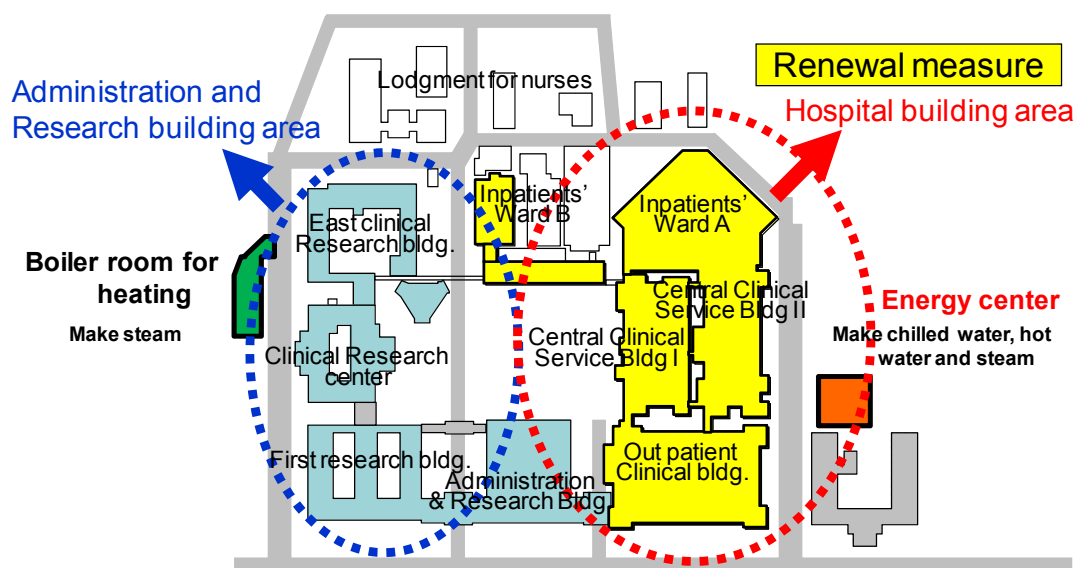 Renewal measure
Lodgment for nurses
Administration and
Research building area
Hospital building area
Inpatients'
Ward B
Inpatients'
Ward A
East clinical
Research bldg.
Boiler room for
heating
Make steam
Central Clinical
Service Bldg II
Energy center
Make chilled water, hot
water and steam
Central Clinical
Service Bldg I
Clinical Research
center
First research bldg.
Out patient
Clinical bldg.
Administration
& Research Bldg.